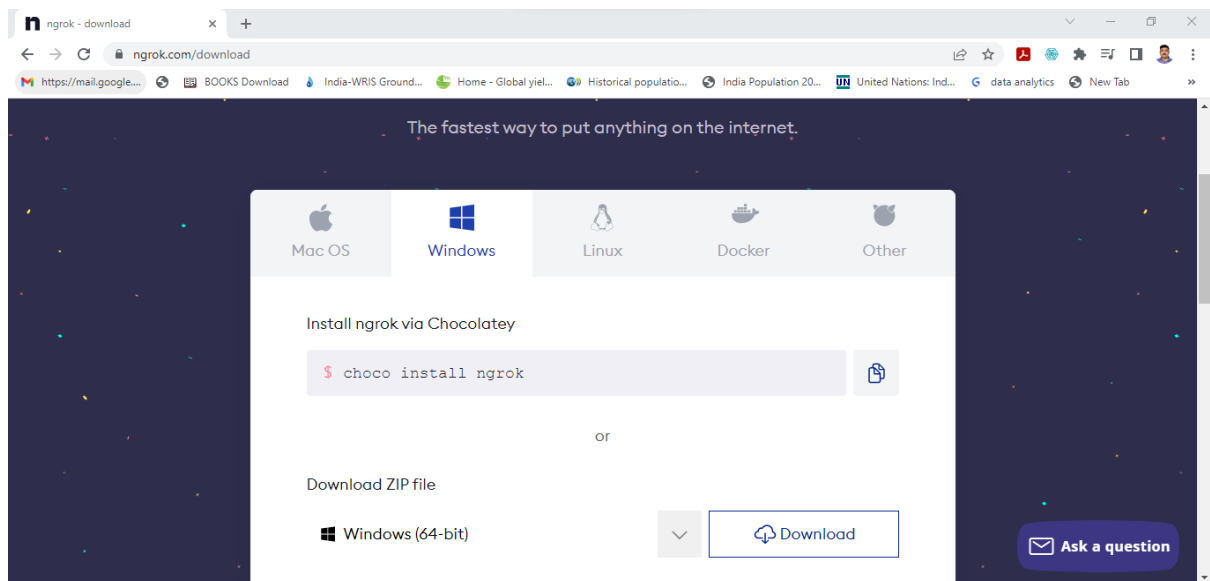 ngrok - download
ngrok.com/download
https://mail.google.... BOOKS Download India-WRIS Ground... Home - Global yiel... Historical populatio... India Population 20... UN United Nations: Ind... data analytics New Tab »
The fastest way to put anything on the internet.
Mac OS Windows Linux Docker Other
Install ngrok via Chocolatey
$ choco install ngrok
or
Download ZIP file
Windows (64-bit) Download
Ask a question